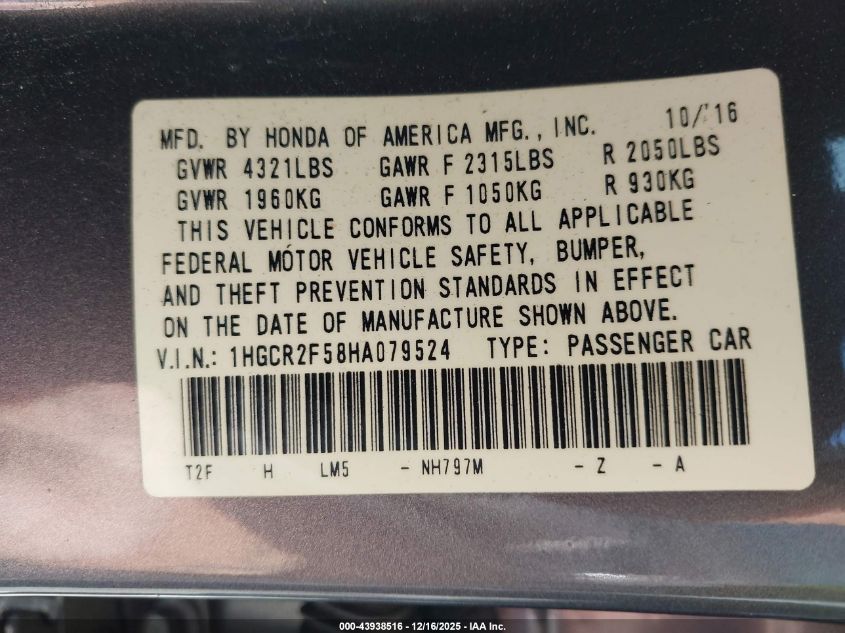 MFD. BY HONDA OF AMERICA MFG., INC. 10/'16
GVWR 4321LBS GAWR F 2315LBS R 2050LBS
GVWR 1960KG GAWR F 1050KG R 930KG
THIS VEHICLE CONFORMS TO ALL APPLICABLE
FEDERAL MOTOR VEHICLE SAFETY, BUMPER,
AND THEFT PREVENTION STANDARDS IN EFFECT
ON THE DATE OF MANUFACTURE SHOWN ABOVE.
V.I.N.: 1HGCR2F58HA079524 TYPE: PASSENGER CAR
T2F H LM5 - NH797M - Z - A
000-43938516 - 12/16/2025 - IAA Inc.